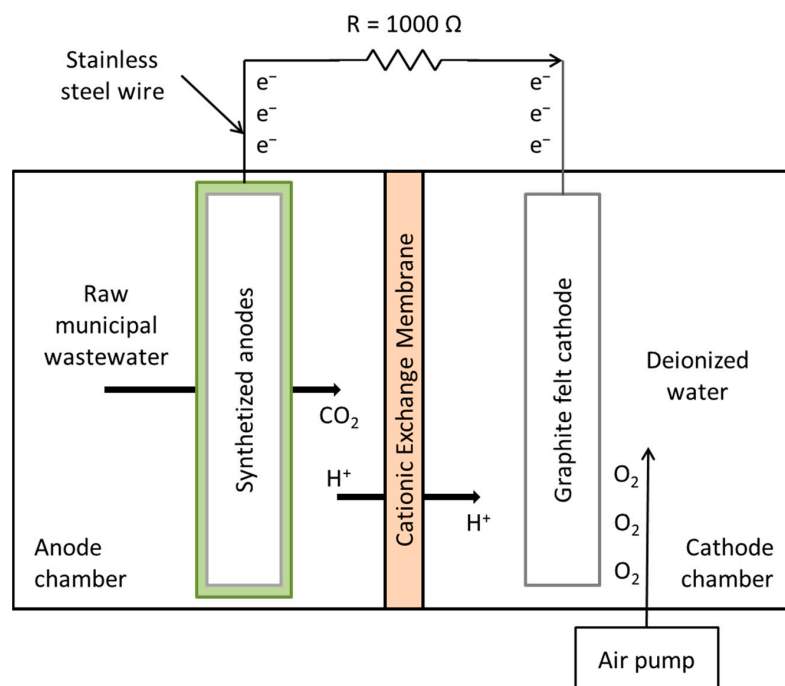 R = 1000 Ω
Stainless
steel wire
e⁻
e⁻
e⁻
e⁻
e⁻
e⁻
Raw
municipal
wastewater
Synthetized anodes
CO₂
H⁺
Cationic Exchange Membrane
H⁺
Graphite felt cathode
Deionized
water
O₂
O₂
O₂
Anode
chamber
Cathode
chamber
Air pump